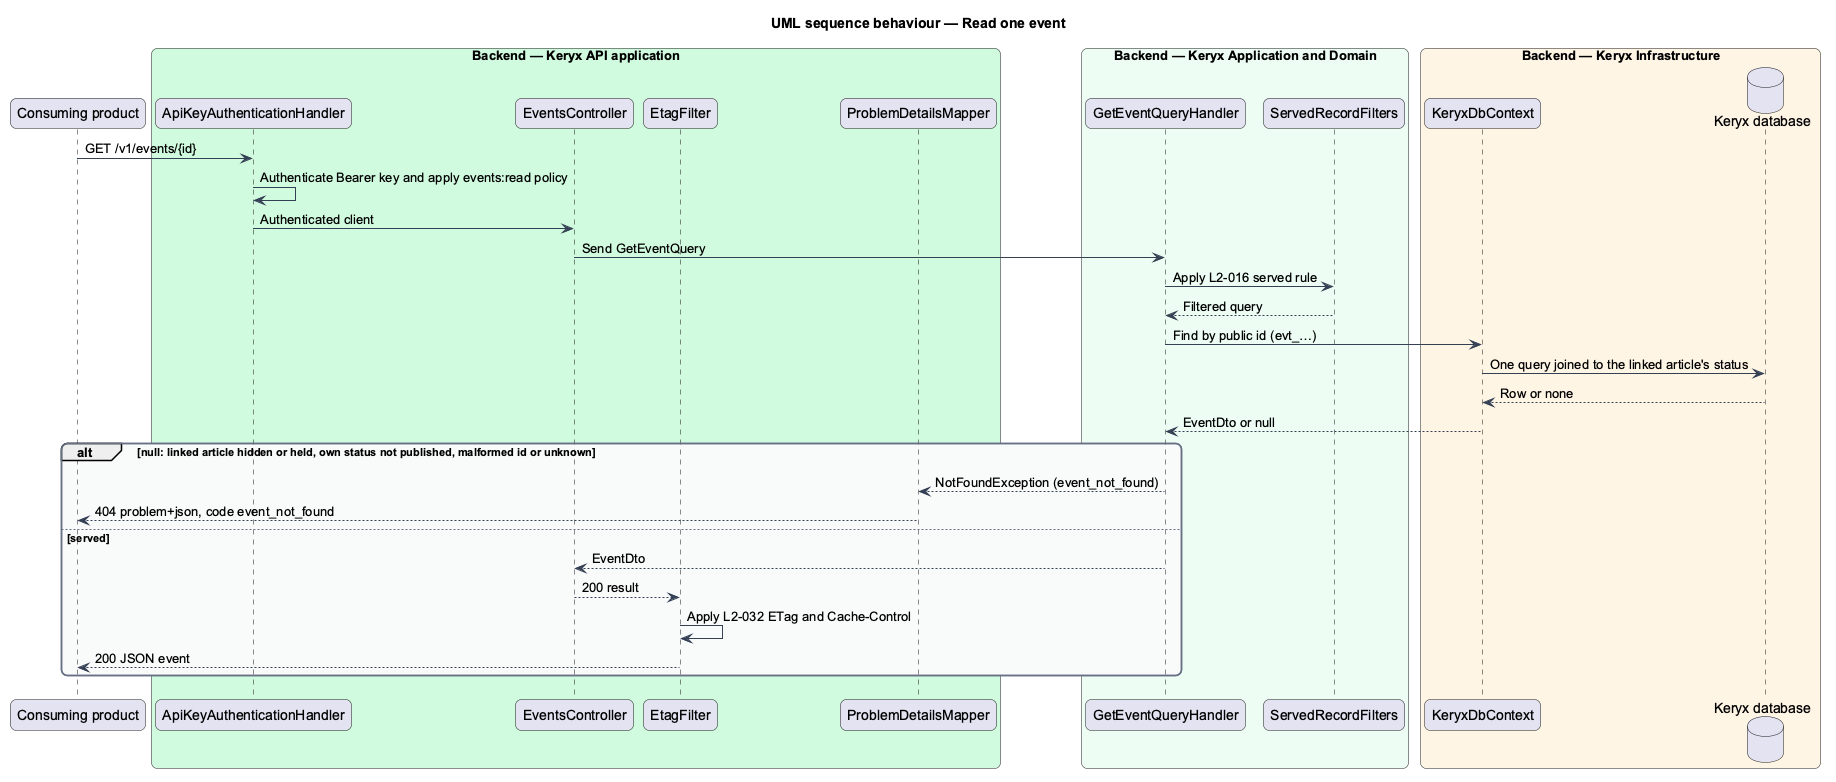 UML sequence behaviour — Read one event
Backend — Keryx API application
Backend — Keryx Application and Domain
Backend — Keryx Infrastructure
Consuming product
ApiKeyAuthenticationHandler
EventsController
EtagFilter
ProblemDetailsMapper
GetEventQueryHandler
ServedRecordFilters
KeryxDbContext
Keryx database
GET /v1/events/{id}
Authenticate Bearer key and apply events:read policy
Authenticated client
Send GetEventQuery
Apply L2-016 served rule
Filtered query
Find by public id (evt_…)
One query joined to the linked article's status
Row or none
EventDto or null
alt
[null: linked article hidden or held, own status not published, malformed id or unknown]
NotFoundException (event_not_found)
404 problem+json, code event_not_found
[served]
EventDto
200 result
Apply L2-032 ETag and Cache-Control
200 JSON event
Consuming product
ApiKeyAuthenticationHandler
EventsController
EtagFilter
ProblemDetailsMapper
GetEventQueryHandler
ServedRecordFilters
KeryxDbContext
Keryx database